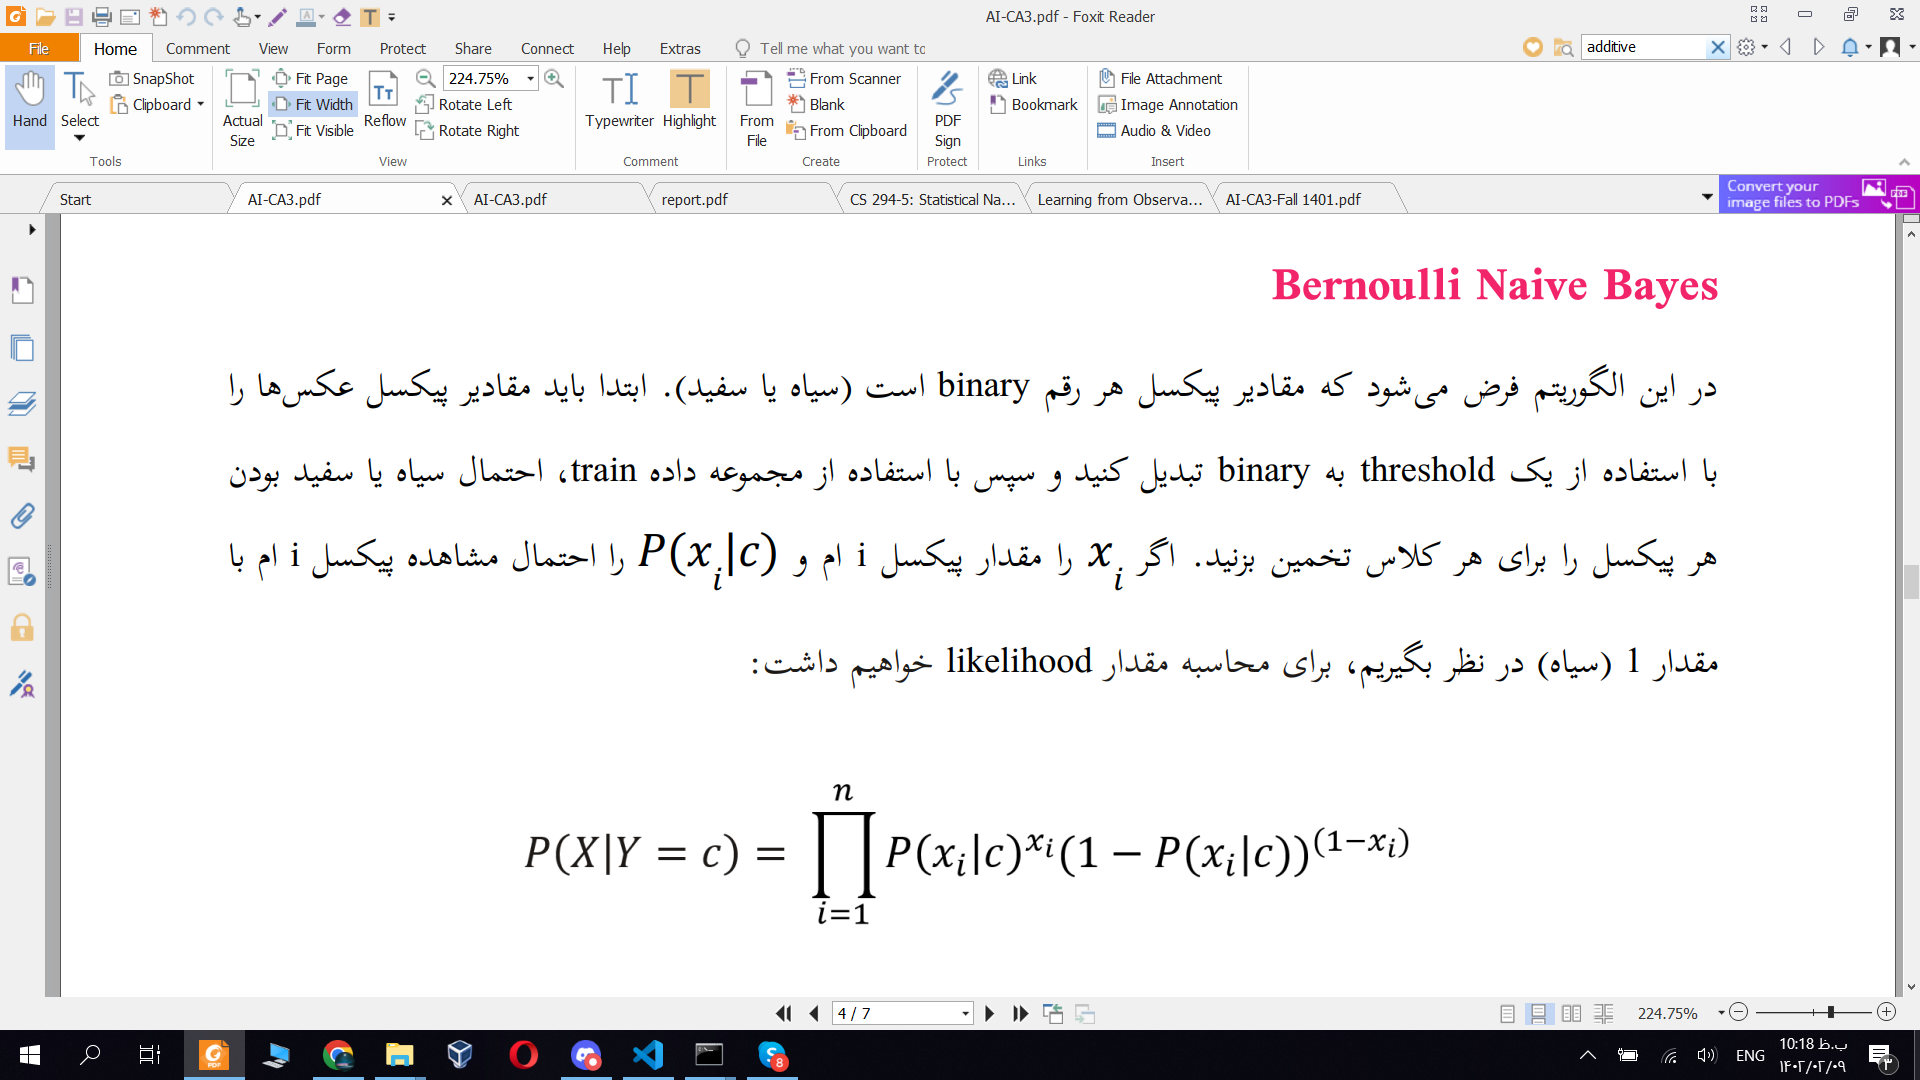 AI-CA3.pdf - Foxit Reader
File Home Comment View Form Protect Share Connect Help Extras Tell me what you want to additive
Hand
Select
SnapShot
Clipboard
Tools
Actual Size
Fit Page
Fit Width
Fit Visible
Reflow
224.75%
Rotate Left
Rotate Right
View
Typewriter
Highlight
Comment
From File
From Scanner
Blank
From Clipboard
Create
PDF Sign
Protect
Link
Bookmark
Links
File Attachment
Image Annotation
Audio & Video
Insert
Start AI-CA3.pdf AI-CA3.pdf report.pdf CS 294-5: Statistical Na... Learning from Observa... AI-CA3-Fall 1401.pdf
Convert your
image files to PDFs
Bernoulli Naive Bayes
در این الگوریتم فرض می‌شود که مقادیر پیکسل هر رقم binary است (سیاه یا سفید). ابتدا باید مقادیر پیکسل عکس‌ها را
با استفاده از یک threshold به binary تبدیل کنید و سپس با استفاده از مجموعه داده train، احتمال سیاه یا سفید بودن
هر پیکسل را برای هر کلاس تخمین بزنید. اگر x_i را مقدار پیکسل i ام و P(x_i|c) را احتمال مشاهده پیکسل i ام با
مقدار 1 (سیاه) در نظر بگیریم، برای محاسبه مقدار likelihood خواهیم داشت:
P(X|Y = c) = ∏_{i=1}^{n} P(x_i|c)^{x_i}(1 − P(x_i|c))^{(1−x_i)}
4 / 7
224.75%
8
ENG
10:18 ب.ظ
۱۴۰۲/۰۲/۰۹
۳